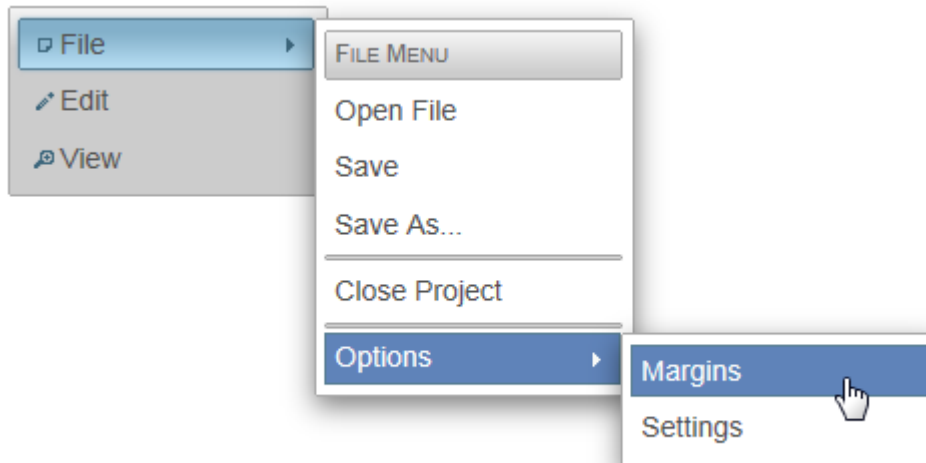 File
Edit
View
FILE MENU
Open File
Save
Save As...
Close Project
Options
Margins
Settings